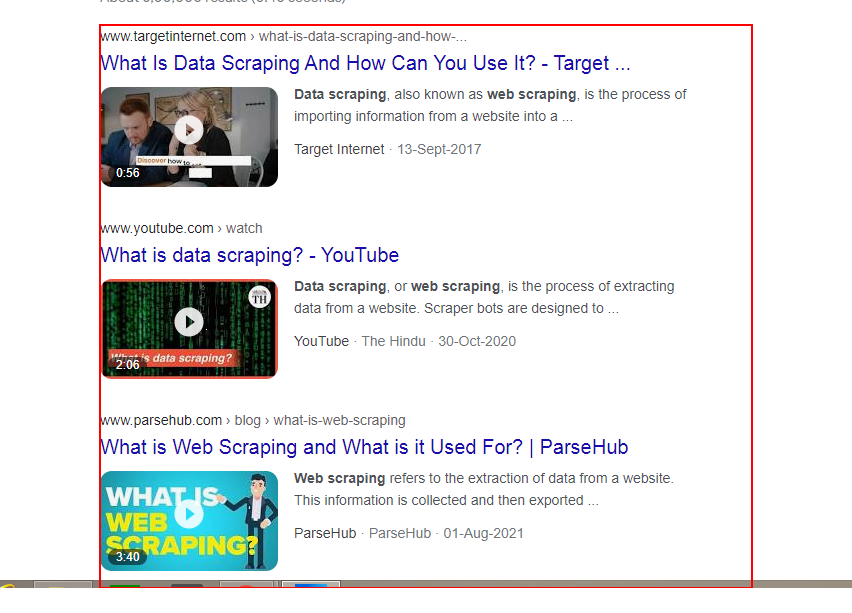 www.targetinternet.com › what-is-data-scraping-and-how-...
What Is Data Scraping And How Can You Use It? - Target ...
Data scraping, also known as web scraping, is the process of
importing information from a website into a ...
Discover how to
0:56
Target Internet · 13-Sept-2017
www.youtube.com › watch
What is data scraping? - YouTube
Data scraping, or web scraping, is the process of extracting
data from a website. Scraper bots are designed to ...
TH
What is data scraping?
2:06
YouTube · The Hindu · 30-Oct-2020
www.parsehub.com › blog › what-is-web-scraping
What is Web Scraping and What is it Used For? | ParseHub
Web scraping refers to the extraction of data from a website.
This information is collected and then exported ...
WHAT IS
WEB
SCRAPING?
3:40
ParseHub · ParseHub · 01-Aug-2021